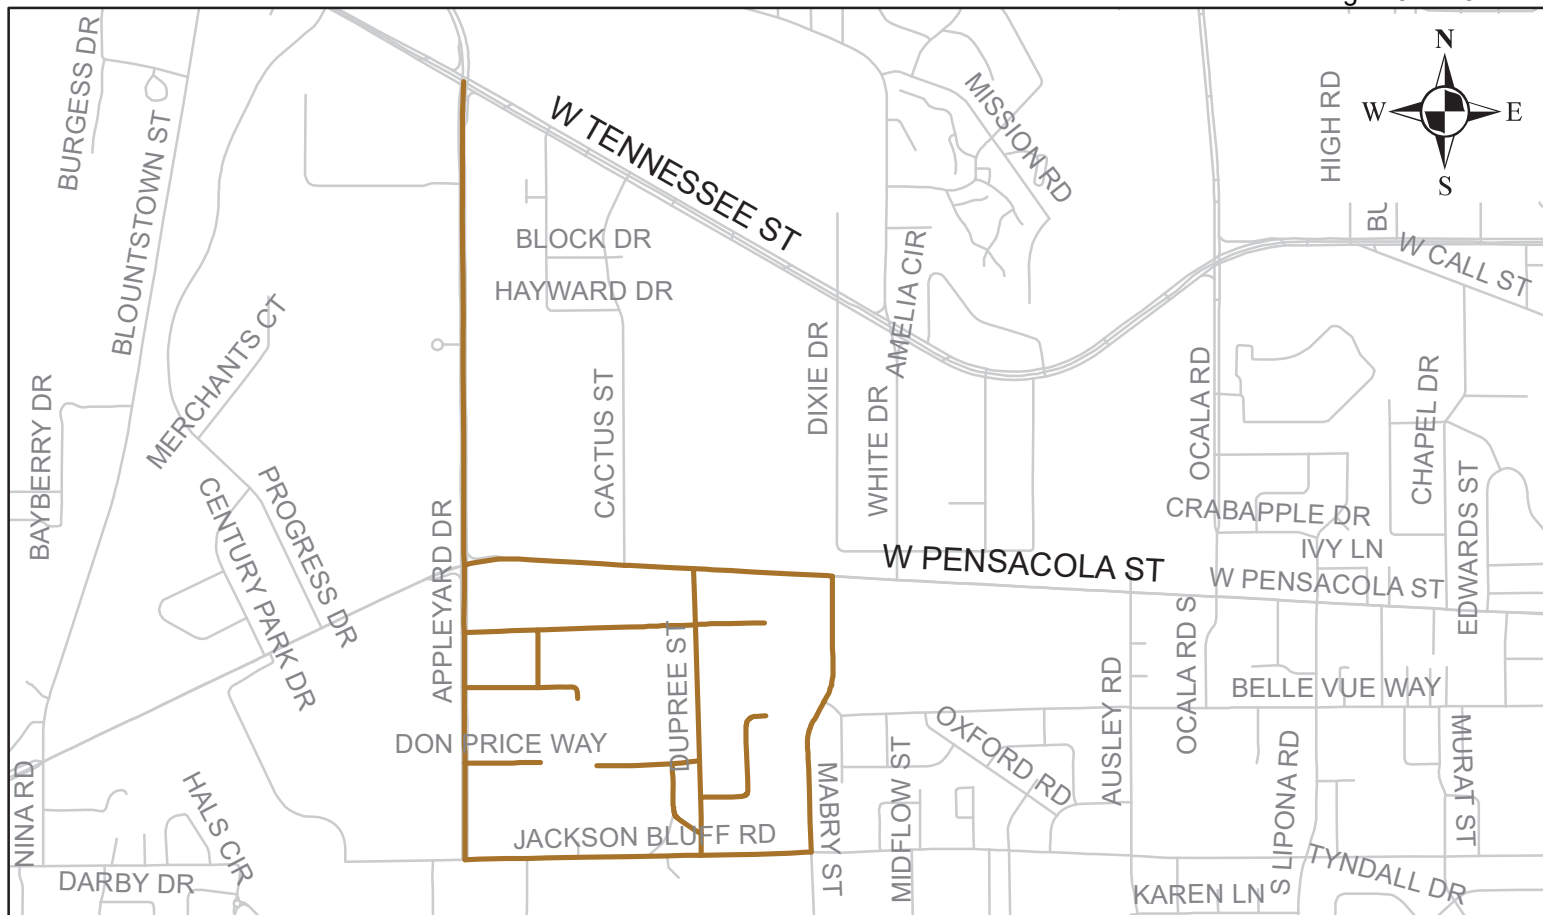 BURGESS DR
BLOUNTSTOWN ST
W TENNESSEE ST
MISSION RD
HIGH RD
N
W
E
S
BLOCK DR
HAYWARD DR
AMELIA CIR
W CALL ST
MERCHANTS CT
BAYBERRY DR
CACTUS ST
DIXIE DR
WHITE DR
OCALA RD
CHAPEL DR
PROGRESS DR
CENTURY PARK DR
APPLEYARD DR
CRABAPPLE DR
IVY LN
EDWARDS ST
W PENSACOLA ST
W PENSACOLA ST
DUPREE ST
OCALA RD S
AUSLEY RD
BELLE VUE WAY
DON PRICE WAY
OXFORD RD
MURAT ST
NINA RD
HALS CIR
MABRY ST
MIDFLOW ST
S LIPONA RD
JACKSON BLUFF RD
TYNDALL DR
DARBY DR
KAREN LN